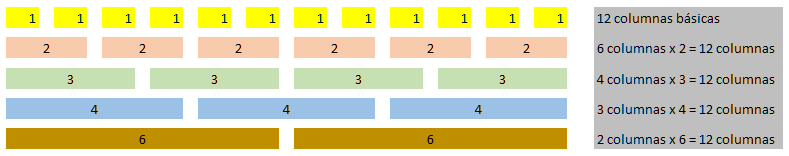 1 1 1 1 1 1 1 1 1 1 1 1 12 columnas básicas
2 2 2 2 2 2 6 columnas x 2 = 12 columnas
3 3 3 3 4 columnas x 3 = 12 columnas
4 4 4 3 columnas x 4 = 12 columnas
6 6 2 columnas x 6 = 12 columnas